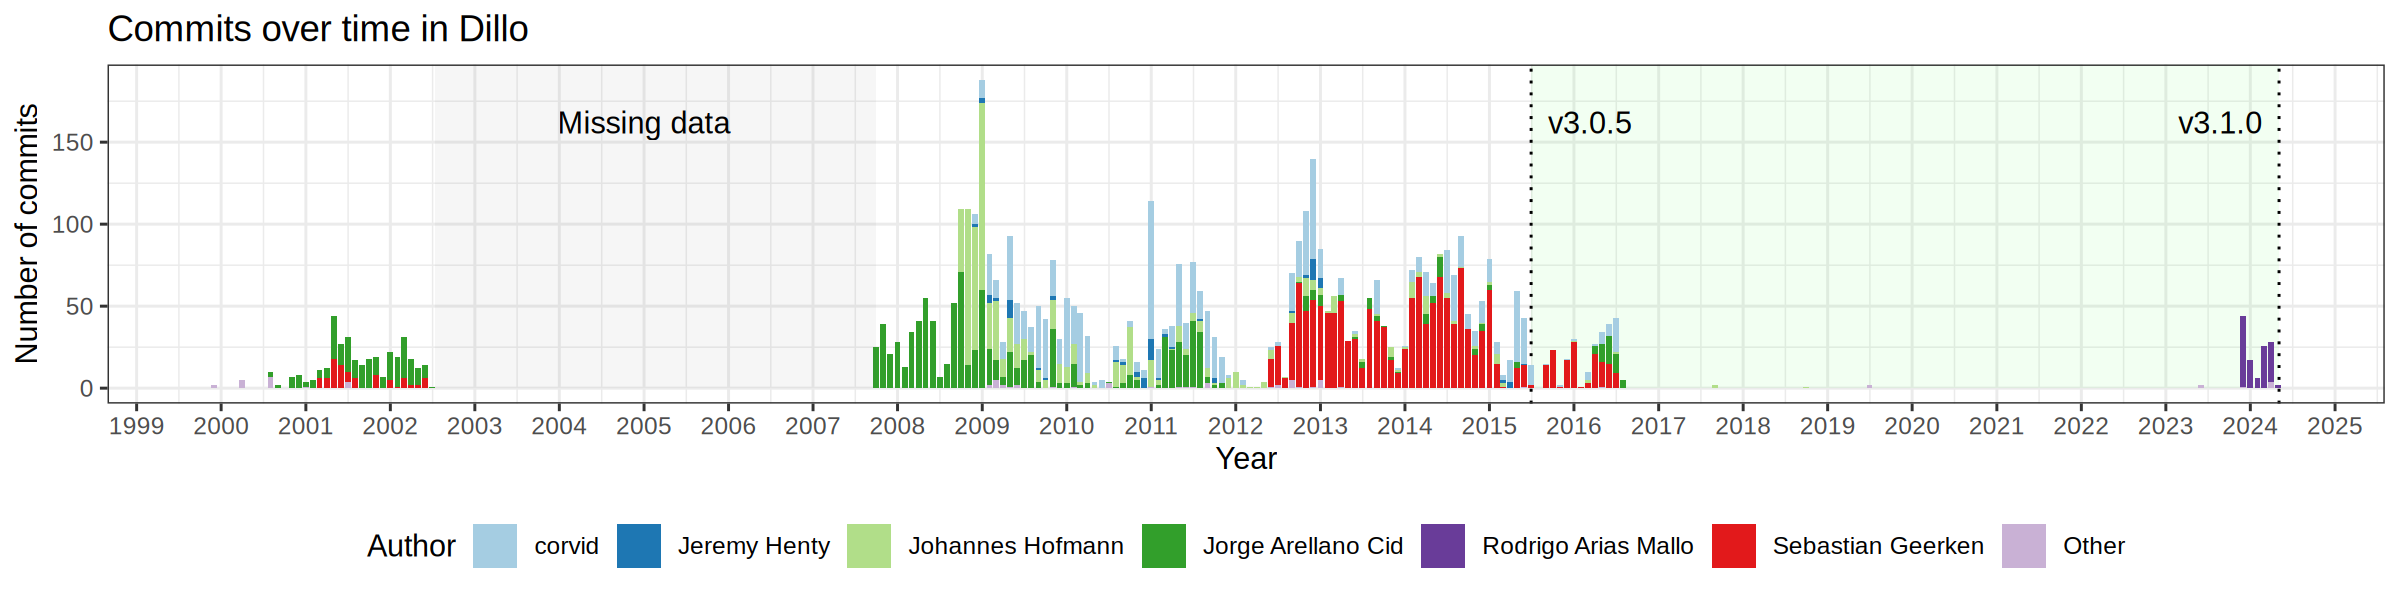 Commits over time in Dillo
Number of commits
150
100
50
0
Missing data
v3.0.5
v3.1.0
1999 2000 2001 2002 2003 2004 2005 2006 2007 2008 2009 2010 2011 2012 2013 2014 2015 2016 2017 2018 2019 2020 2021 2022 2023 2024 2025
Year
Author corvid Jeremy Henty Johannes Hofmann Jorge Arellano Cid Rodrigo Arias Mallo Sebastian Geerken Other